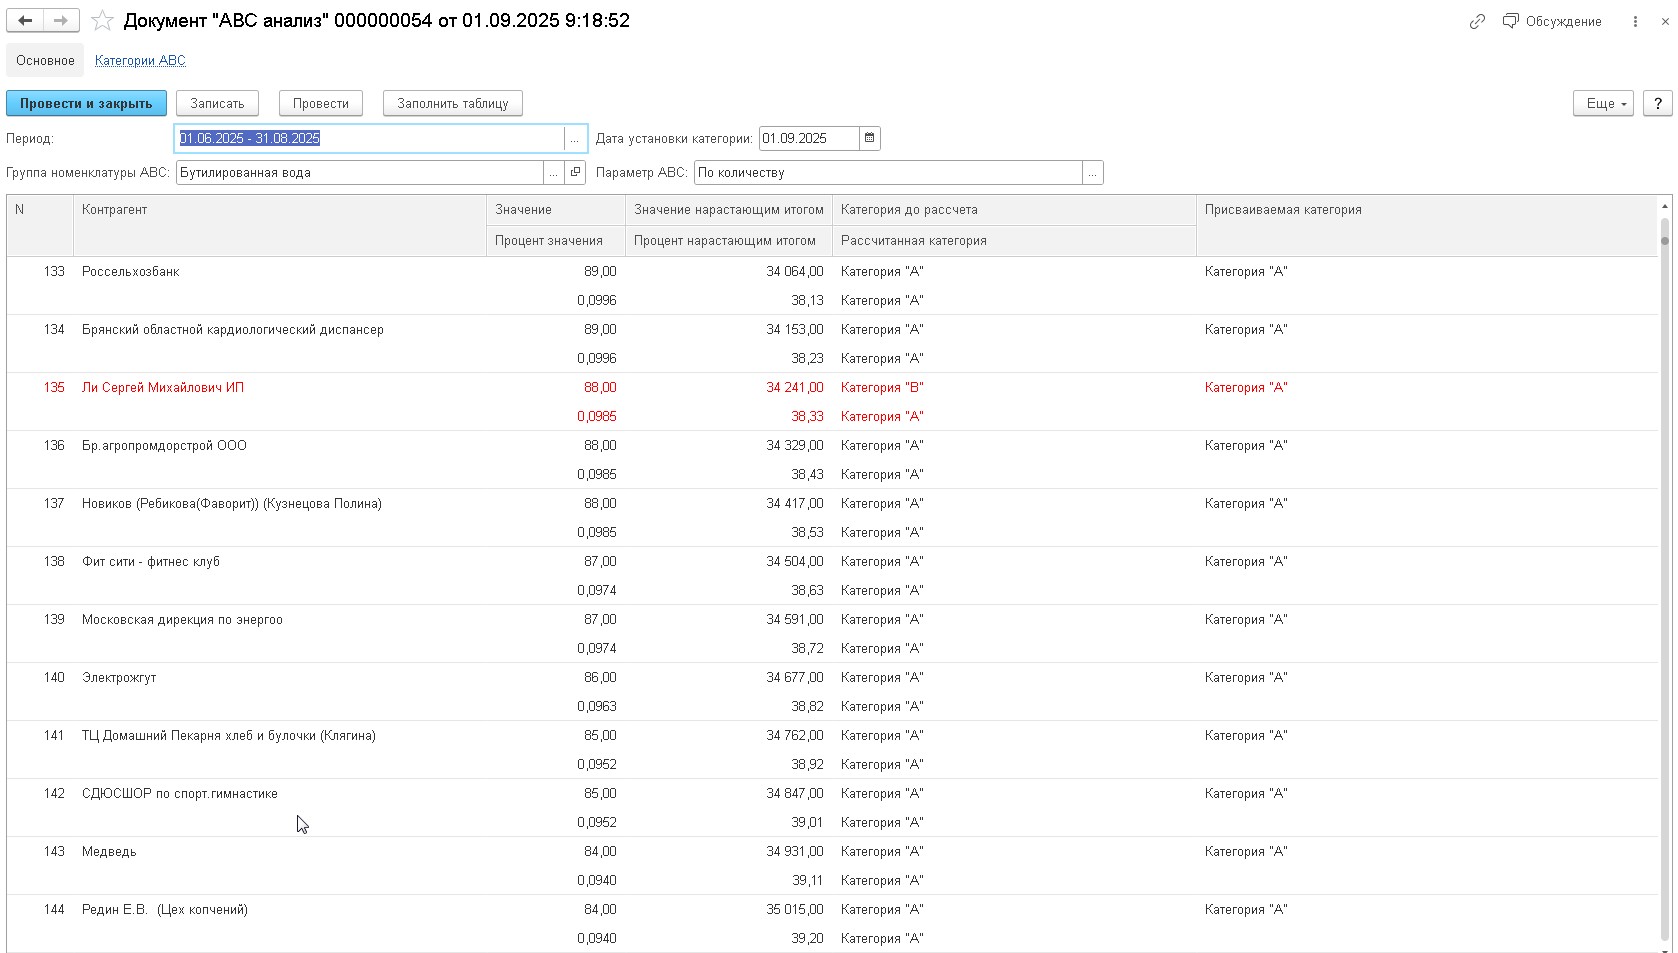 Документ "АВС анализ" 000000054 от 01.09.2025 9:18:52
Обсуждение
Основное Категории АВС
Провести и закрыть Записать Провести Заполнить таблицу Еще ?
Период: 01.06.2025 - 31.08.2025 ... Дата установки категории: 01.09.2025
Группа номенклатуры АВС: Бутилированная вода ... Параметр АВС: По количеству ...
N Контрагент Значение Значение нарастающим итогом Категория до рассчета Присваиваемая категория
Процент значения Процент нарастающим итогом Рассчитанная категория
133 Россельхозбанк 89,00 34 064,00 Категория "А" Категория "А"
0,0996 38,13 Категория "А"
134 Брянский областной кардиологический диспансер 89,00 34 153,00 Категория "А" Категория "А"
0,0996 38,23 Категория "А"
135 Ли Сергей Михайлович ИП 88,00 34 241,00 Категория "В" Категория "А"
0,0985 38,33 Категория "А"
136 Бр.агропромдорстрой ООО 88,00 34 329,00 Категория "А" Категория "А"
0,0985 38,43 Категория "А"
137 Новиков (Ребикова(Фаворит)) (Кузнецова Полина) 88,00 34 417,00 Категория "А" Категория "А"
0,0985 38,53 Категория "А"
138 Фит сити - фитнес клуб 87,00 34 504,00 Категория "А" Категория "А"
0,0974 38,63 Категория "А"
139 Московская дирекция по энергоо 87,00 34 591,00 Категория "А" Категория "А"
0,0974 38,72 Категория "А"
140 Электрожгут 86,00 34 677,00 Категория "А" Категория "А"
0,0963 38,82 Категория "А"
141 ТЦ Домашний Пекарня хлеб и булочки (Клягина) 85,00 34 762,00 Категория "А" Категория "А"
0,0952 38,92 Категория "А"
142 СДЮСШОР по спорт.гимнастике 85,00 34 847,00 Категория "А" Категория "А"
0,0952 39,01 Категория "А"
143 Медведь 84,00 34 931,00 Категория "А" Категория "А"
0,0940 39,11 Категория "А"
144 Редин Е.В. (Цех копчений) 84,00 35 015,00 Категория "А" Категория "А"
0,0940 39,20 Категория "А"